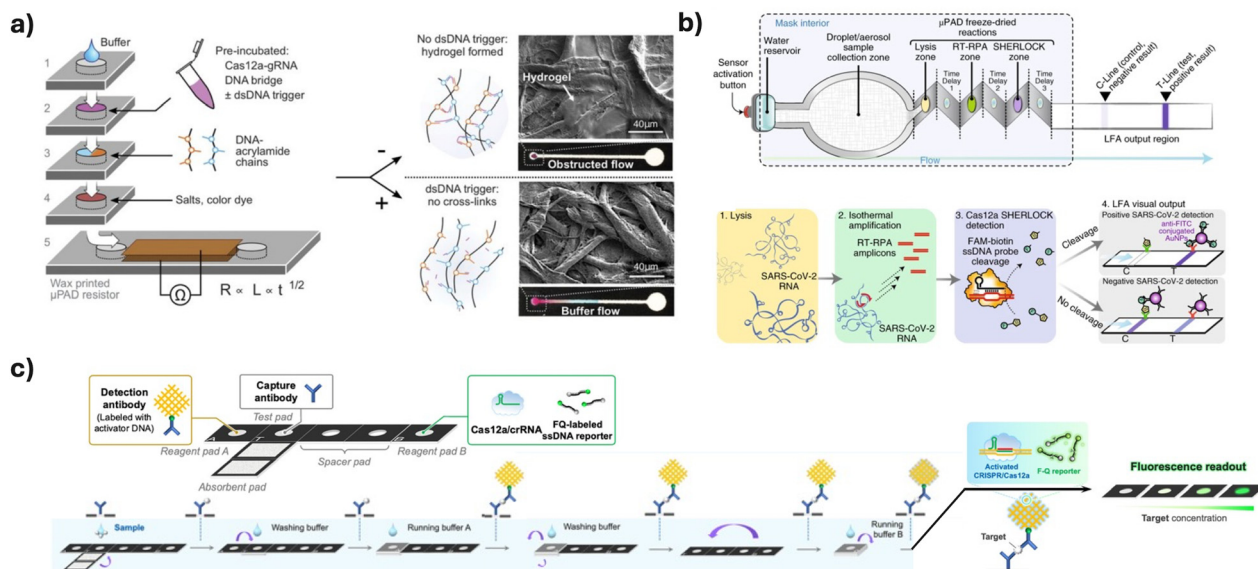 a)
Buffer
1
2
3
4
5
Pre-incubated:
Cas12a-gRNA
DNA bridge
± dsDNA trigger
DNA-
acrylamide
chains
Salts, color dye
Wax printed
µPAD resistor
Ω
R ∝ L ∝ t 1/2
−
+
No dsDNA trigger:
hydrogel formed
Hydrogel
40µm
Obstructed flow
dsDNA trigger:
no cross-links
40µm
Buffer flow
b)
Mask interior
Water
reservoir
Sensor
activation
button
Droplet/aerosol
sample
collection zone
µPAD freeze-dried
reactions
Lysis
zone
RT-RPA
zone
SHERLOCK
zone
Time
Delay
1
Time
Delay
2
Time
Delay
3
C-Line (control,
negative result)
T-Line (test,
positive result)
LFA output region
Flow
1. Lysis
SARS-CoV-2
RNA
2. Isothermal
amplification
RT-RPA
amplicons
SARS-CoV-2
RNA
3. Cas12a SHERLOCK
detection
FAM-biotin
ssDNA probe
cleavage
Cleavage
No cleavage
4. LFA visual output
Positive SARS-CoV-2 detection
anti-FITC
conjugated
AuNPs
C
T
Negative SARS-CoV-2 detection
C
T
c)
Detection
antibody
(Labeled with
activator DNA)
Capture
antibody
Test pad
Cas12a/crRNA
FQ-labeled
ssDNA reporter
A
T
B
Reagent pad A
Spacer pad
Reagent pad B
Absorbent pad
Sample
Washing buffer
Running buffer A
Washing buffer
Running
buffer B
Activated
CRISPR/Cas12a
F-Q reporter
Target
Fluorescence readout
Target concentration